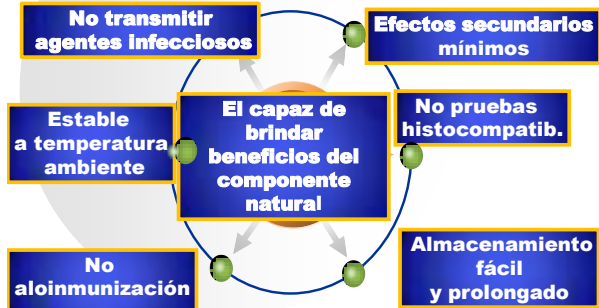 No transmitir
agentes infecciosos
Efectos secundarios
mínimos
Estable
a temperatura
ambiente
El capaz de
brindar
beneficios del
componente
natural
No pruebas
histocompatib.
No
aloinmunización
Almacenamiento
fácil
y prolongado